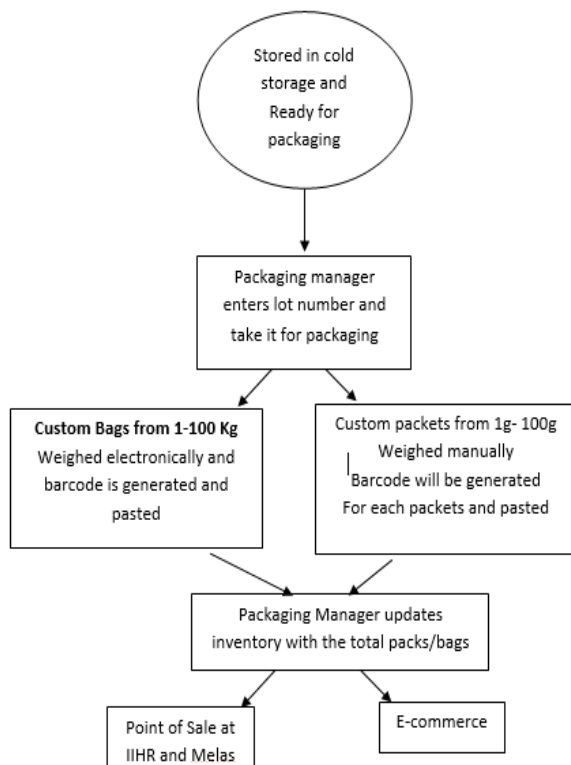 Stored in cold
storage and
Ready for
packaging
Packaging manager
enters lot number and
take it for packaging
Custom Bags from 1-100 Kg
Weighed electronically and
barcode is generated and
pasted
Custom packets from 1g- 100g
Weighed manually
Barcode will be generated
For each packets and pasted
Packaging Manager updates
inventory with the total packs/bags
Point of Sale at
IIHR and Melas
E-commerce